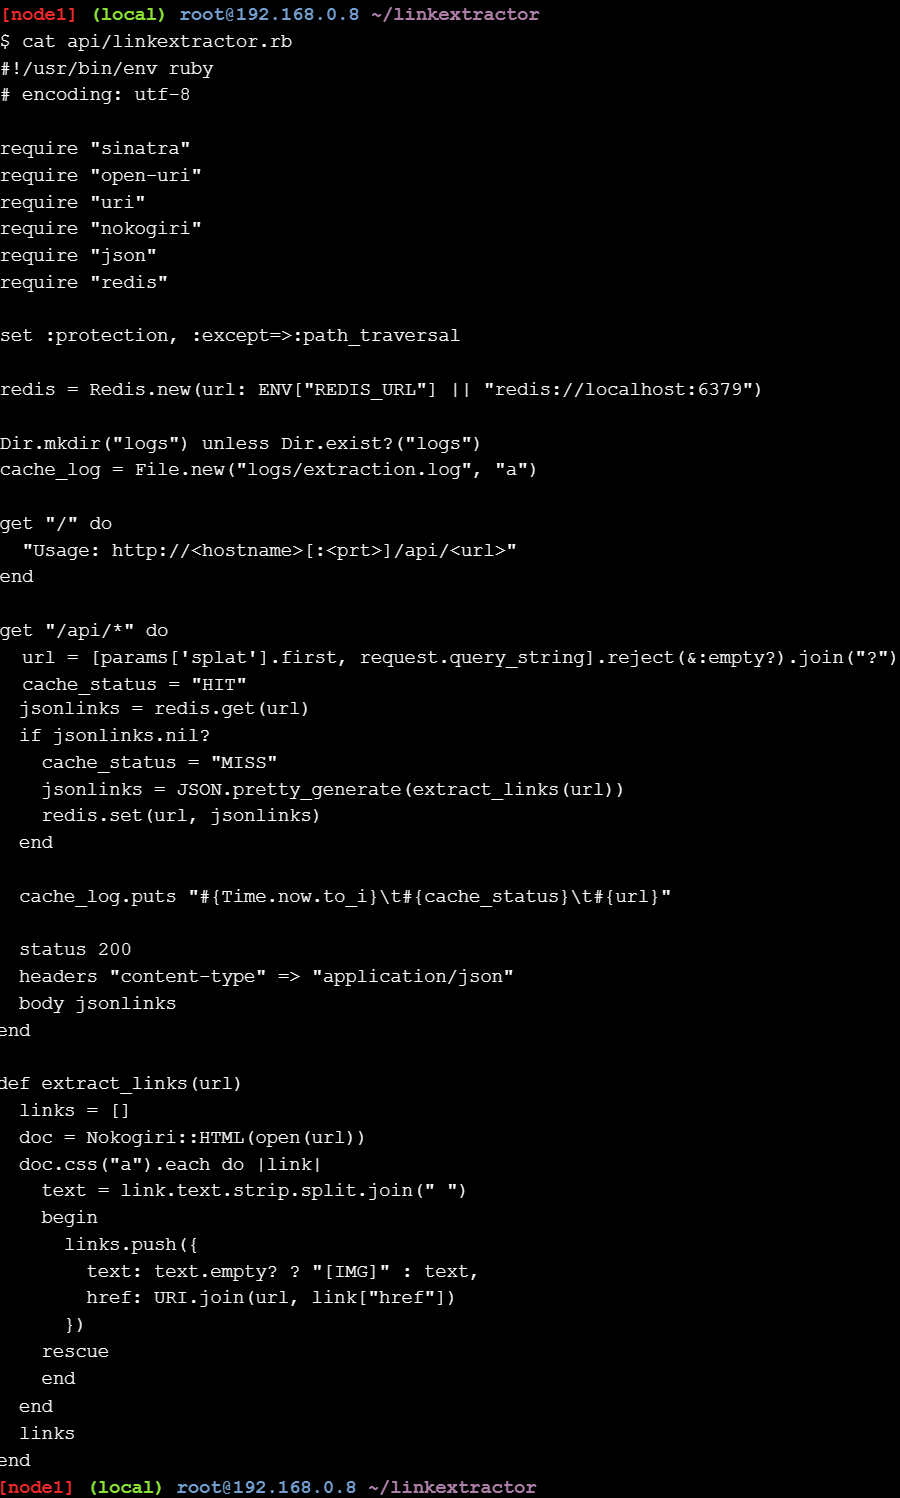 [node1] (local) root@192.168.0.8 ~/linkextractor
$ cat api/linkextractor.rb
#!/usr/bin/env ruby
# encoding: utf-8

require "sinatra"
require "open-uri"
require "uri"
require "nokogiri"
require "json"
require "redis"

set :protection, :except=>:path_traversal

redis = Redis.new(url: ENV["REDIS_URL"] || "redis://localhost:6379")

Dir.mkdir("logs") unless Dir.exist?("logs")
cache_log = File.new("logs/extraction.log", "a")

get "/" do
  "Usage: http://<hostname>[:<prt>]/api/<url>"
end

get "/api/*" do
  url = [params['splat'].first, request.query_string].reject(&:empty?).join("?")
  cache_status = "HIT"
  jsonlinks = redis.get(url)
  if jsonlinks.nil?
    cache_status = "MISS"
    jsonlinks = JSON.pretty_generate(extract_links(url))
    redis.set(url, jsonlinks)
  end

  cache_log.puts "#{Time.now.to_i}\t#{cache_status}\t#{url}"

  status 200
  headers "content-type" => "application/json"
  body jsonlinks
end

def extract_links(url)
  links = []
  doc = Nokogiri::HTML(open(url))
  doc.css("a").each do |link|
    text = link.text.strip.split.join(" ")
    begin
      links.push({
        text: text.empty? ? "[IMG]" : text,
        href: URI.join(url, link["href"])
      })
    rescue
    end
  end
  links
end
[node1] (local) root@192.168.0.8 ~/linkextractor